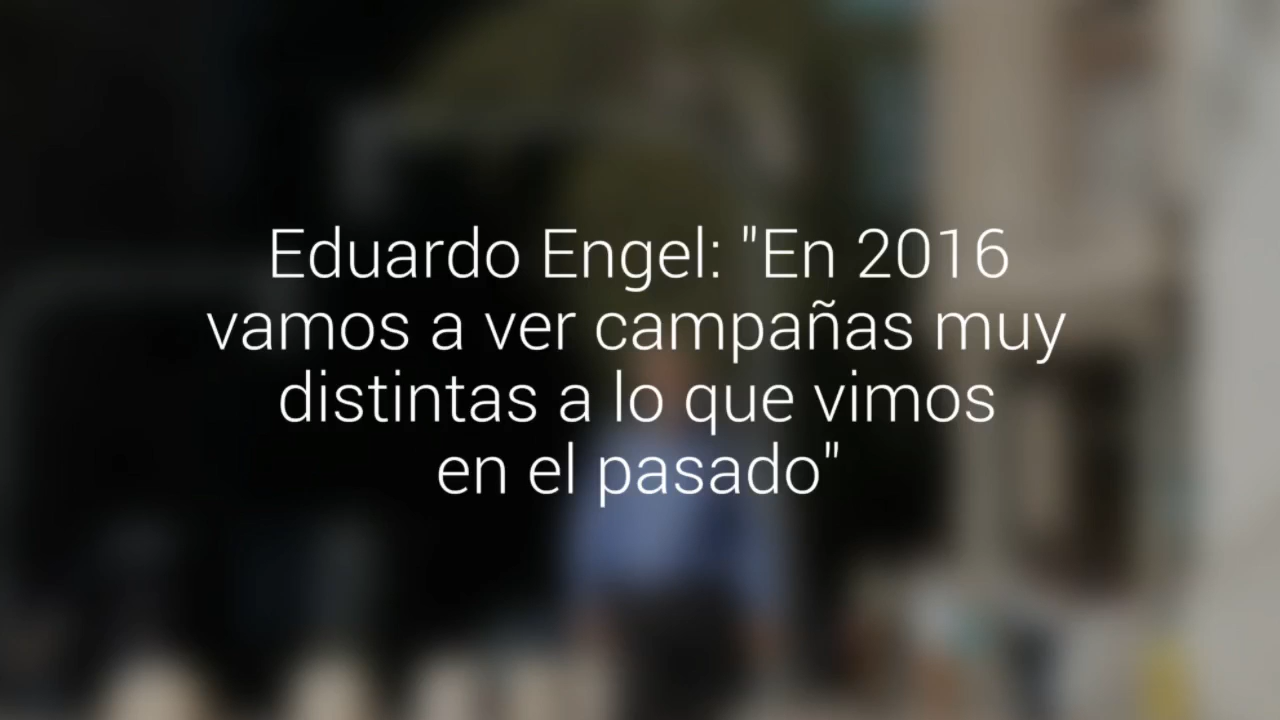 Eduardo Engel: "En 2016
vamos a ver campañas muy
distintas a lo que vimos
en el pasado"